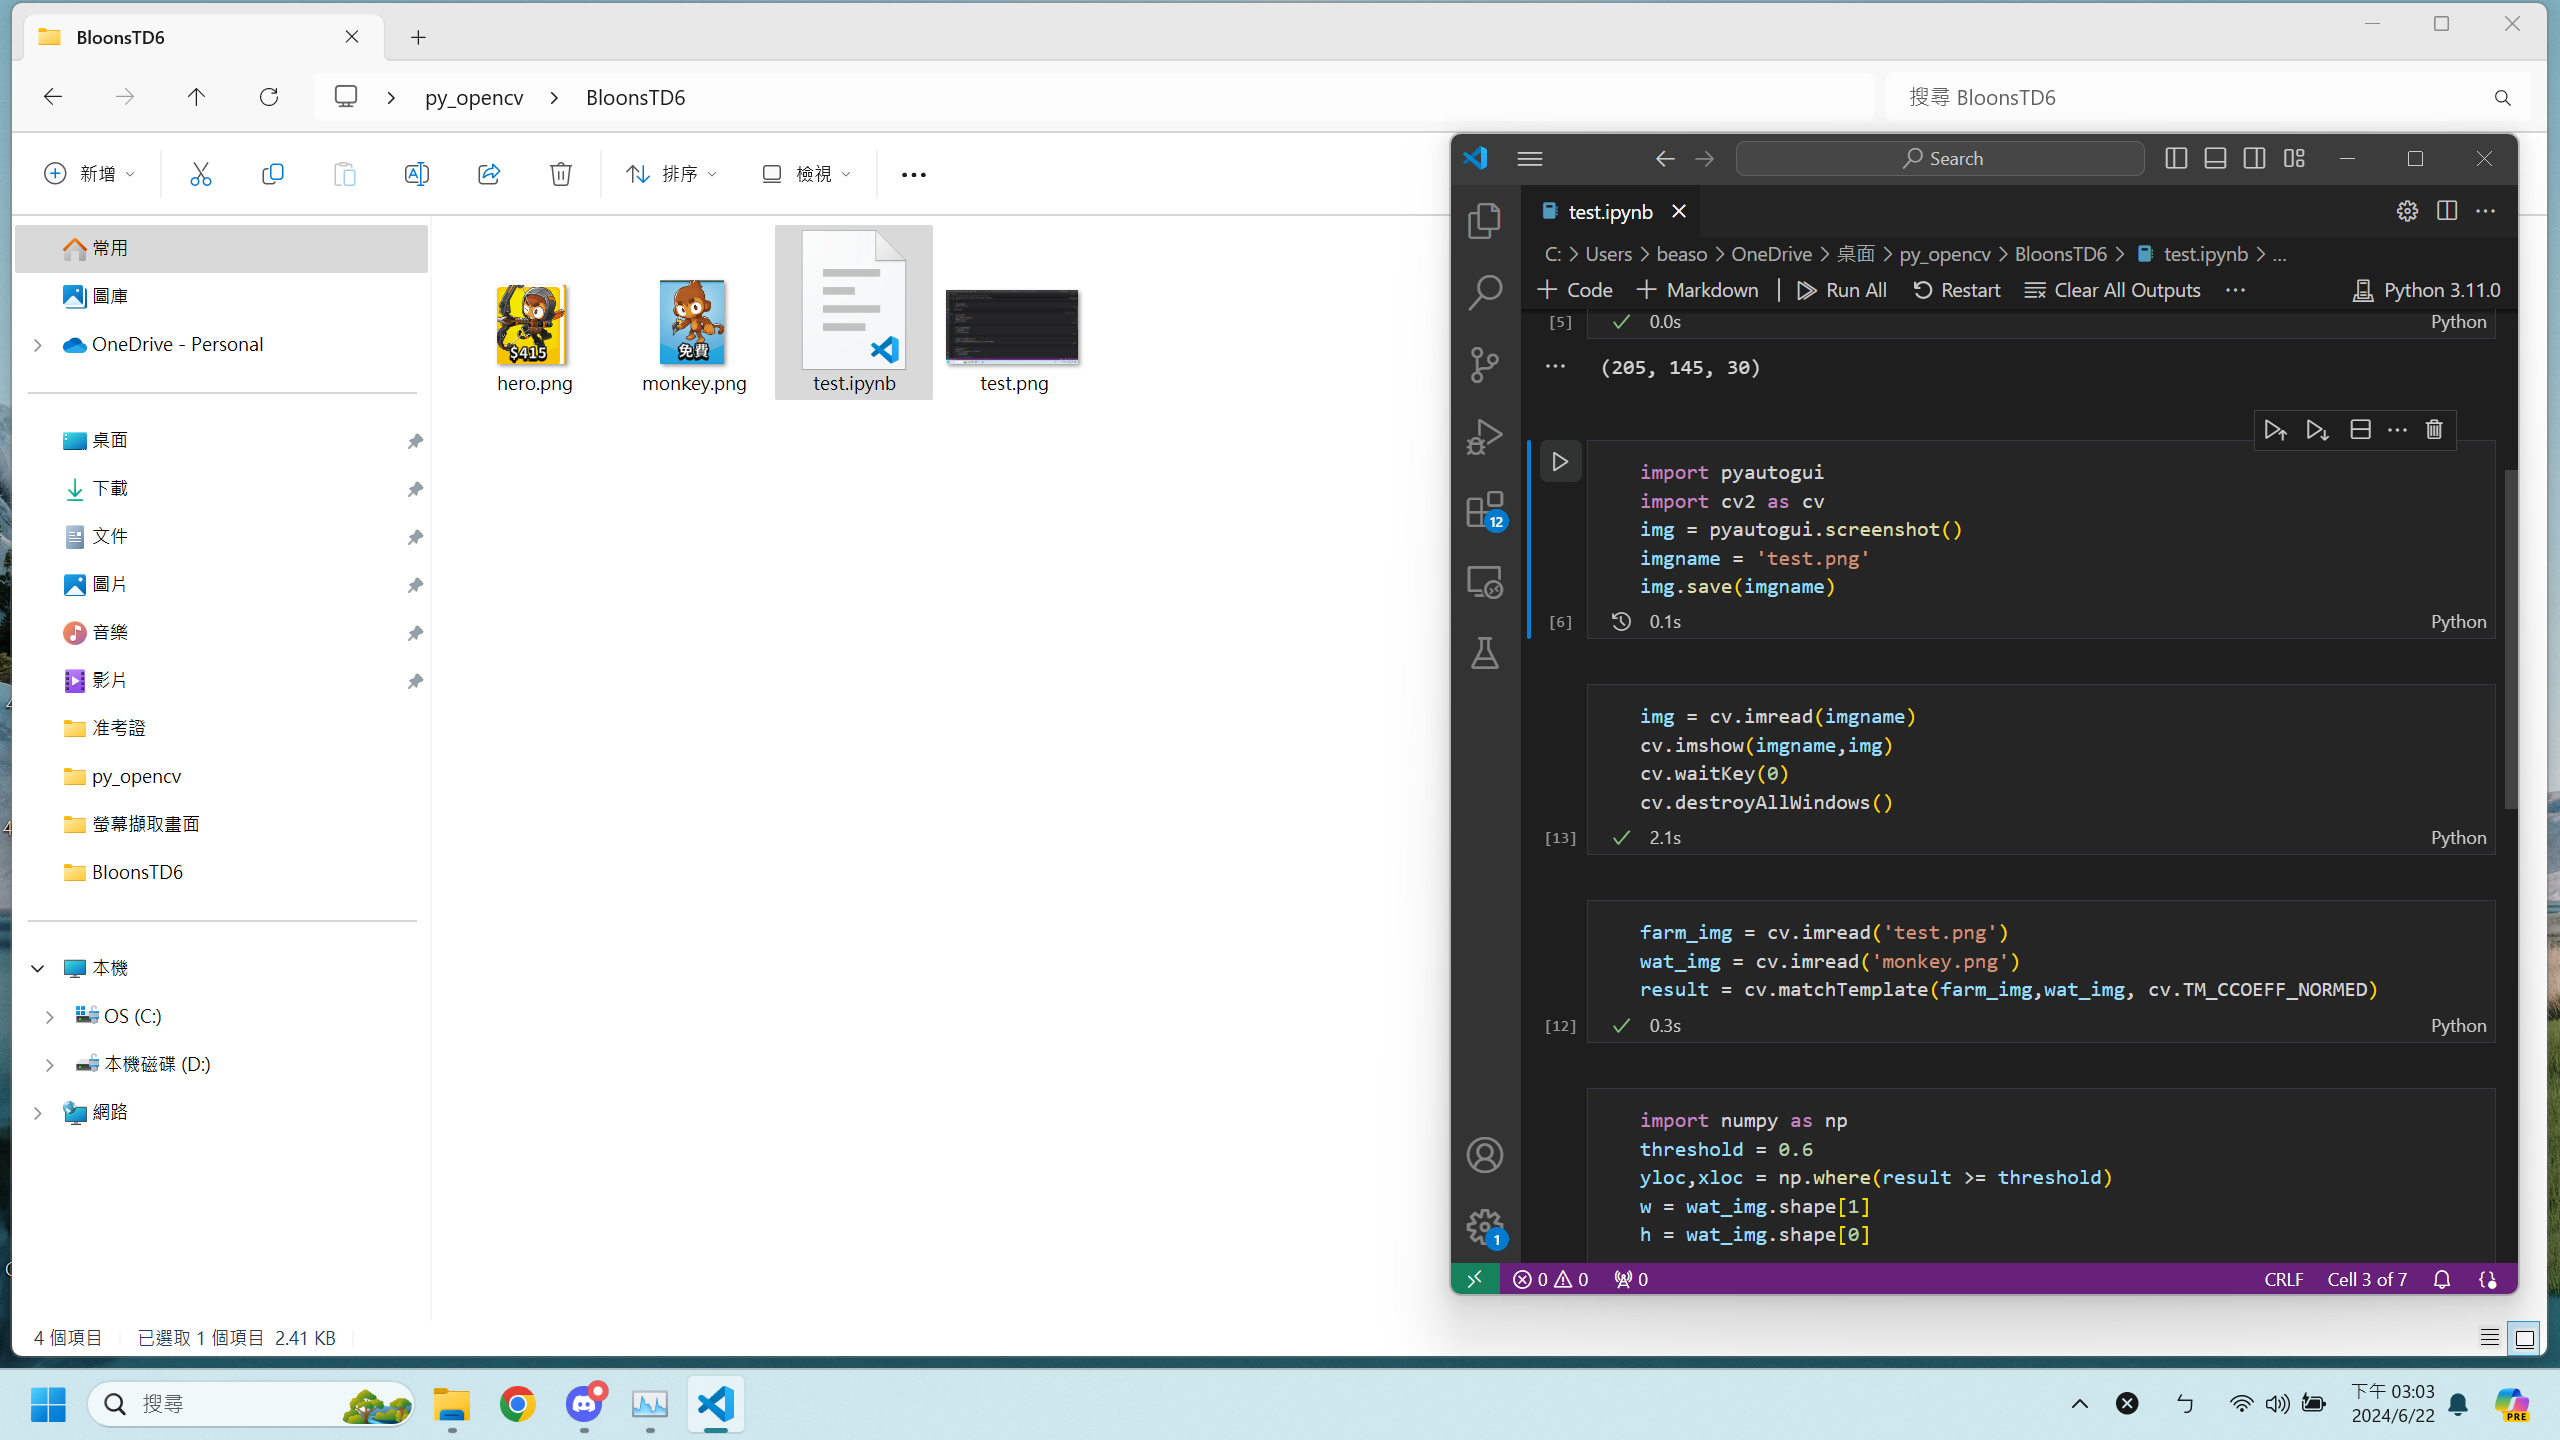 BloonsTD6
py_opencv
BloonsTD6
搜尋 BloonsTD6
新增
排序
檢視
常用
圖庫
OneDrive - Personal
桌面
下載
文件
圖片
音樂
影片
准考證
py_opencv
螢幕擷取畫面
BloonsTD6
本機
OS (C:)
本機磁碟 (D:)
網路
$415
hero.png
免費
monkey.png
test.ipynb
test.png
4 個項目
已選取 1 個項目 2.41 KB
Search
test.ipynb
C: > Users > beaso > OneDrive > 桌面 > py_opencv > BloonsTD6 > test.ipynb > ...
Code
Markdown
Run All
Restart
Clear All Outputs
Python 3.11.0
[5] 0.0s Python
(205, 145, 30)
import pyautogui
import cv2 as cv
img = pyautogui.screenshot()
imgname = 'test.png'
img.save(imgname)
[6] 0.1s Python
img = cv.imread(imgname)
cv.imshow(imgname,img)
cv.waitKey(0)
cv.destroyAllWindows()
[13] 2.1s Python
farm_img = cv.imread('test.png')
wat_img = cv.imread('monkey.png')
result = cv.matchTemplate(farm_img,wat_img, cv.TM_CCOEFF_NORMED)
[12] 0.3s Python
import numpy as np
threshold = 0.6
yloc,xloc = np.where(result >= threshold)
w = wat_img.shape[1]
h = wat_img.shape[0]
12
1
0 0 0
CRLF
Cell 3 of 7
搜尋
ㄅ
下午 03:03
2024/6/22
PRE